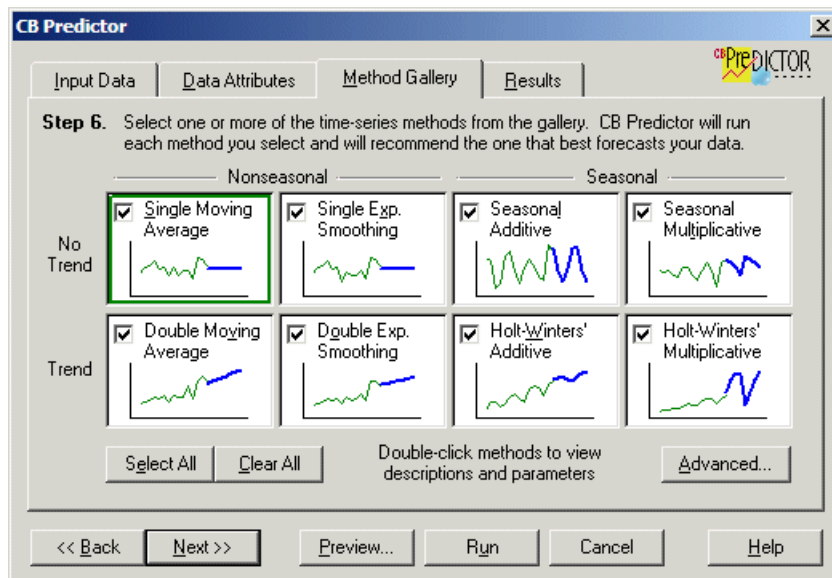 CB Predictor
Input Data
Data Attributes
Method Gallery
Results
CB PreDICTOR
Step 6. Select one or more of the time-series methods from the gallery. CB Predictor will run
each method you select and will recommend the one that best forecasts your data.
Nonseasonal
Seasonal
No
Trend
Single Moving
Average
Single Exp.
Smoothing
Seasonal
Additive
Seasonal
Multiplicative
Trend
Double Moving
Average
Double Exp.
Smoothing
Holt-Winters'
Additive
Holt-Winters'
Multiplicative
Select All
Clear All
Double-click methods to view
descriptions and parameters
Advanced...
<< Back
Next >>
Preview...
Run
Cancel
Help